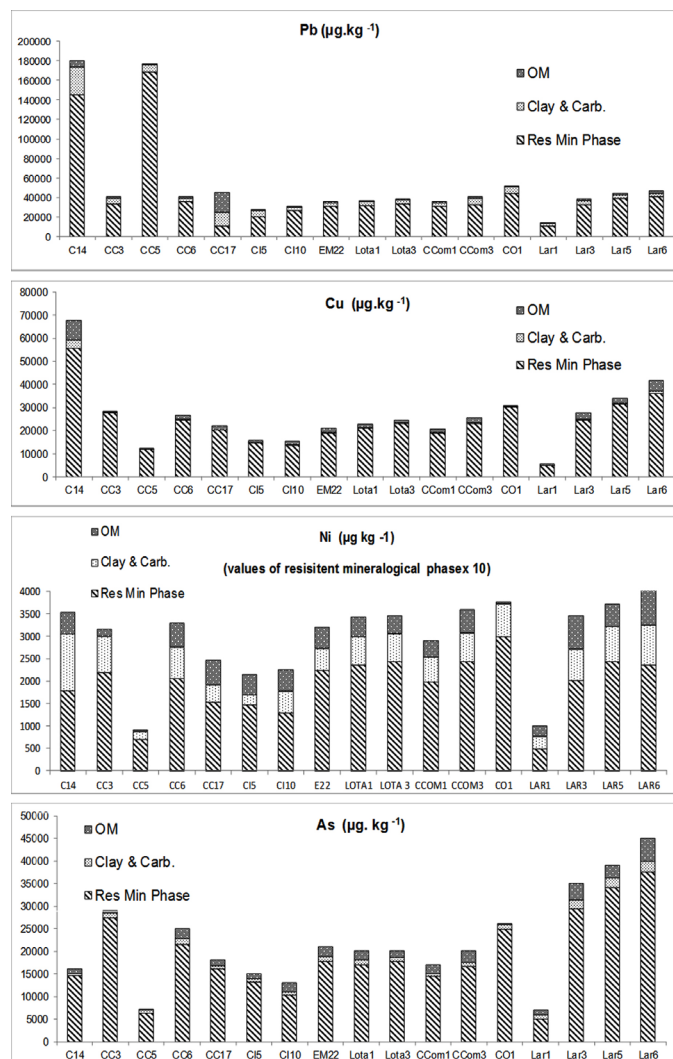 Pb (µg.kg⁻¹)
200000
180000
160000
140000
120000
100000
80000
60000
40000
20000
0
OM
Clay & Carb.
Res Min Phase
C14 CC3 CC5 CC6 CC17 CI5 CI10 EM22 Lota1 Lota3 CCom1 CCom3 CO1 Lar1 Lar3 Lar5 Lar6
Cu (µg.kg⁻¹)
80000
70000
60000
50000
40000
30000
20000
10000
0
OM
Clay & Carb.
Res Min Phase
C14 CC3 CC5 CC6 CC17 CI5 CI10 EM22 Lota1 Lota3 CCom1 CCom3 CO1 Lar1 Lar3 Lar5 Lar6
Ni (µg kg -1)
(values of resisitent mineralogical phasex 10)
OM
Clay & Carb.
Res Min Phase
4000
3500
3000
2500
2000
1500
1000
500
0
C14 CC3 CC5 CC6 CC17 CI5 CI10 E22 LOTA1 LOTA 3 CCOM1 CCOM3 CO1 LAR1 LAR3 LAR5 LAR6
As (µg. kg⁻¹)
50000
45000
40000
35000
30000
25000
20000
15000
10000
5000
0
OM
Clay & Carb.
Res Min Phase
C14 CC3 CC5 CC6 CC17 CI5 CI10 EM22 Lota1 Lota3 CCom1 CCom3 CO1 Lar1 Lar3 Lar5 Lar6